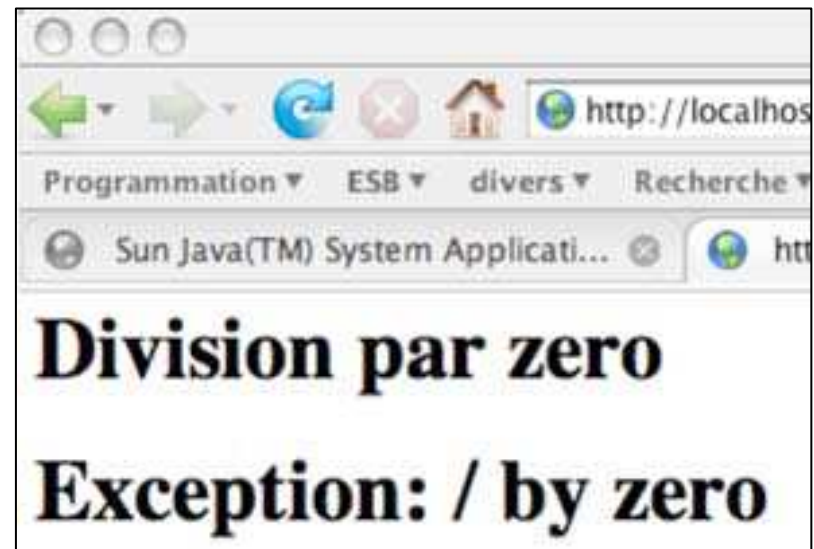 http://localhos
Programmation ESB divers Recherche
Sun Java(TM) System Applicati... htt
Division par zero
Exception: / by zero